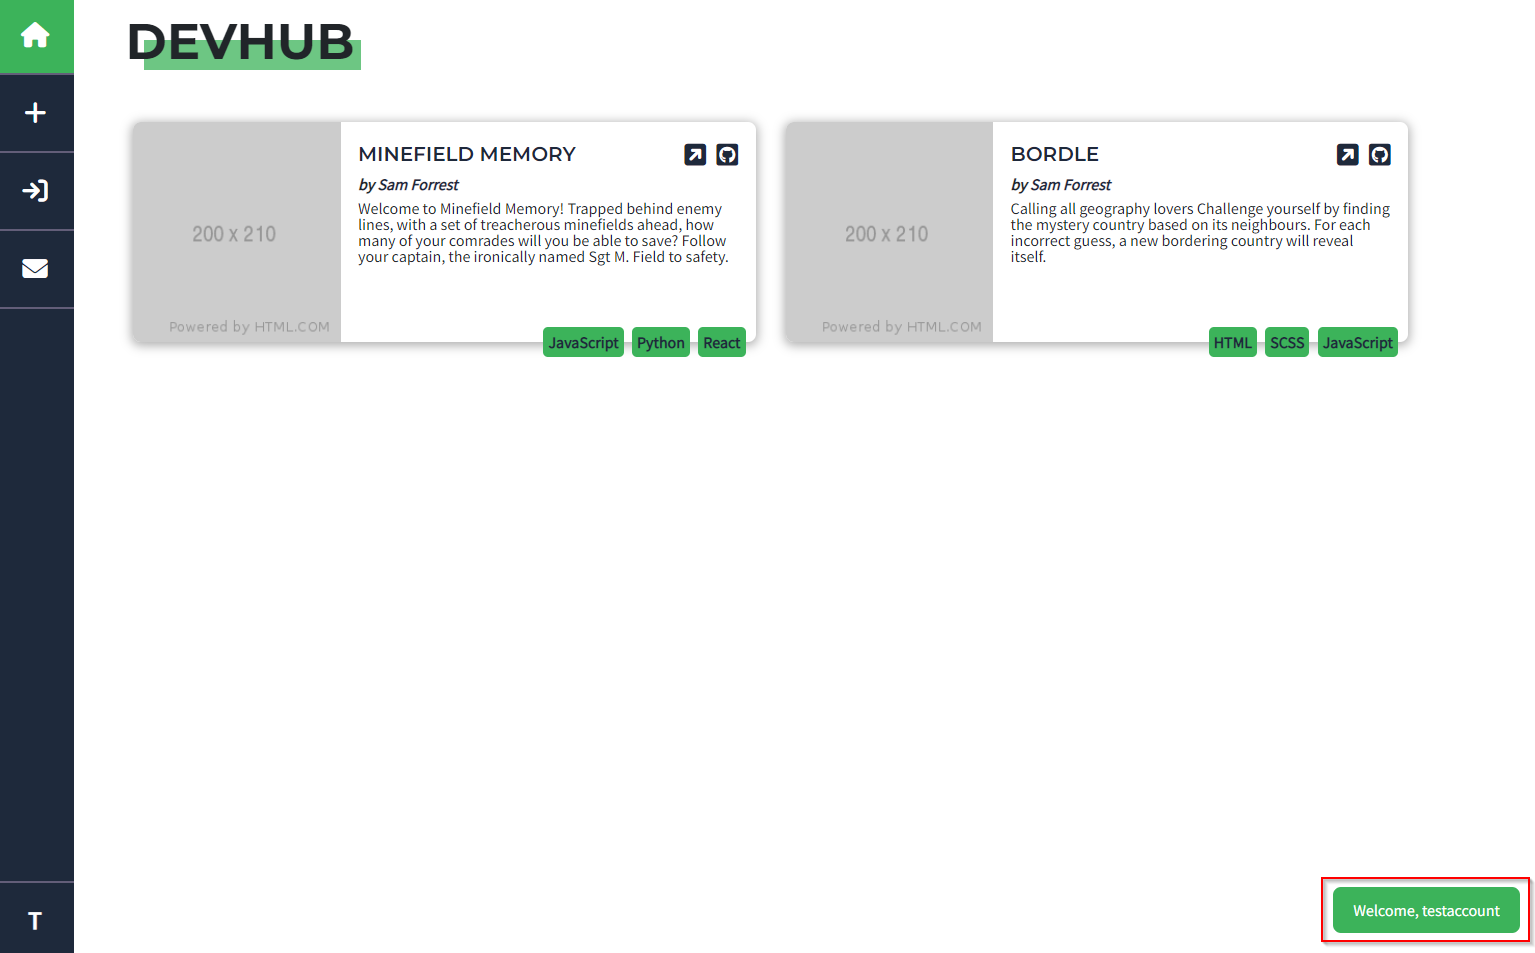 DEVHUB
200 x 210
Powered by HTML.COM
MINEFIELD MEMORY
by Sam Forrest
Welcome to Minefield Memory! Trapped behind enemy
lines, with a set of treacherous minefields ahead, how
many of your comrades will you be able to save? Follow
your captain, the ironically named Sgt M. Field to safety.
JavaScript Python React
200 x 210
Powered by HTML.COM
BORDLE
by Sam Forrest
Calling all geography lovers Challenge yourself by finding
the mystery country based on its neighbours. For each
incorrect guess, a new bordering country will reveal
itself.
HTML SCSS JavaScript
T
Welcome, testaccount